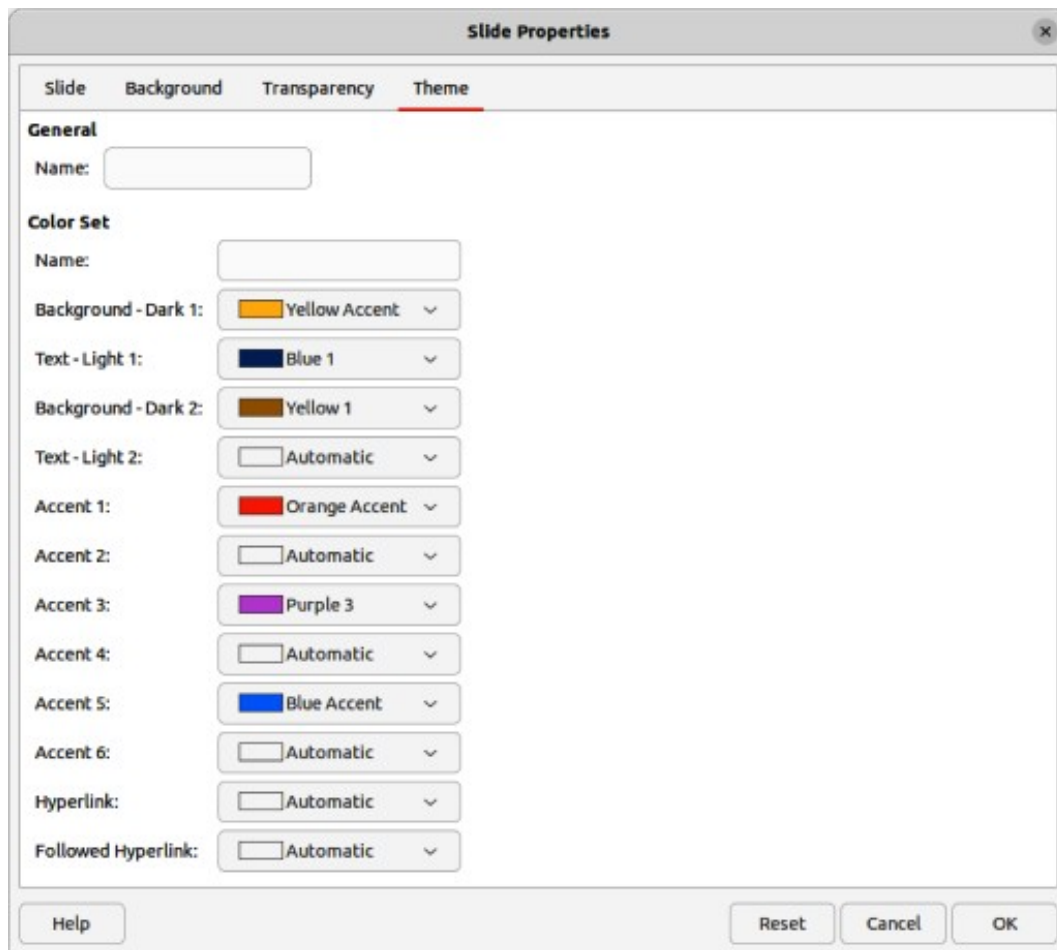 Slide Properties
Slide Background Transparency Theme
General
Name:
Color Set
Name:
Background - Dark 1: Yellow Accent
Text - Light 1: Blue 1
Background - Dark 2: Yellow 1
Text - Light 2: Automatic
Accent 1: Orange Accent
Accent 2: Automatic
Accent 3: Purple 3
Accent 4: Automatic
Accent 5: Blue Accent
Accent 6: Automatic
Hyperlink: Automatic
Followed Hyperlink: Automatic
Help Reset Cancel OK